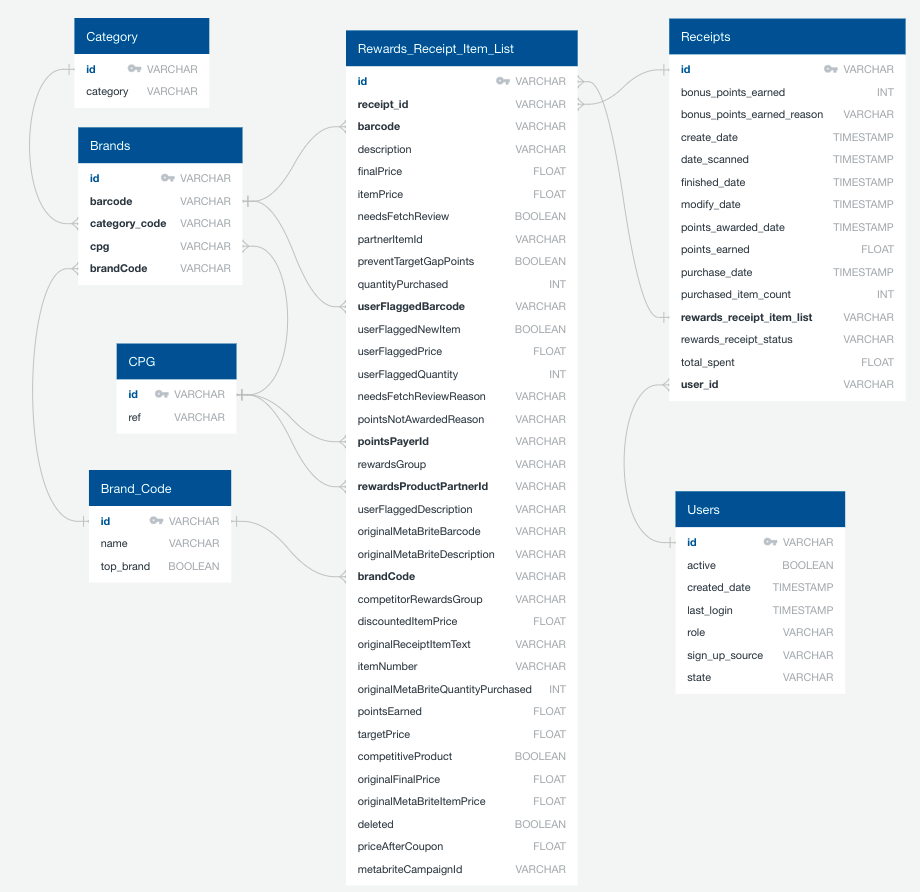 Category
id VARCHAR
category VARCHAR
Brands
id VARCHAR
barcode VARCHAR
category_code VARCHAR
cpg VARCHAR
brandCode VARCHAR
CPG
id VARCHAR
ref VARCHAR
Brand_Code
id VARCHAR
name VARCHAR
top_brand BOOLEAN
Rewards_Receipt_Item_List
id VARCHAR
receipt_id VARCHAR
barcode VARCHAR
description VARCHAR
finalPrice FLOAT
itemPrice FLOAT
needsFetchReview BOOLEAN
partnerItemId VARCHAR
preventTargetGapPoints BOOLEAN
quantityPurchased INT
userFlaggedBarcode VARCHAR
userFlaggedNewItem BOOLEAN
userFlaggedPrice FLOAT
userFlaggedQuantity INT
needsFetchReviewReason VARCHAR
pointsNotAwardedReason VARCHAR
pointsPayerId VARCHAR
rewardsGroup VARCHAR
rewardsProductPartnerId VARCHAR
userFlaggedDescription VARCHAR
originalMetaBriteBarcode VARCHAR
originalMetaBriteDescription VARCHAR
brandCode VARCHAR
competitorRewardsGroup VARCHAR
discountedItemPrice FLOAT
originalReceiptItemText VARCHAR
itemNumber VARCHAR
originalMetaBriteQuantityPurchased INT
pointsEarned FLOAT
targetPrice FLOAT
competitiveProduct BOOLEAN
originalFinalPrice FLOAT
originalMetaBriteItemPrice FLOAT
deleted BOOLEAN
priceAfterCoupon FLOAT
metabriteCampaignId VARCHAR
Receipts
id VARCHAR
bonus_points_earned INT
bonus_points_earned_reason VARCHAR
create_date TIMESTAMP
date_scanned TIMESTAMP
finished_date TIMESTAMP
modify_date TIMESTAMP
points_awarded_date TIMESTAMP
points_earned FLOAT
purchase_date TIMESTAMP
purchased_item_count INT
rewards_receipt_item_list VARCHAR
rewards_receipt_status VARCHAR
total_spent FLOAT
user_id VARCHAR
Users
id VARCHAR
active BOOLEAN
created_date TIMESTAMP
last_login TIMESTAMP
role VARCHAR
sign_up_source VARCHAR
state VARCHAR